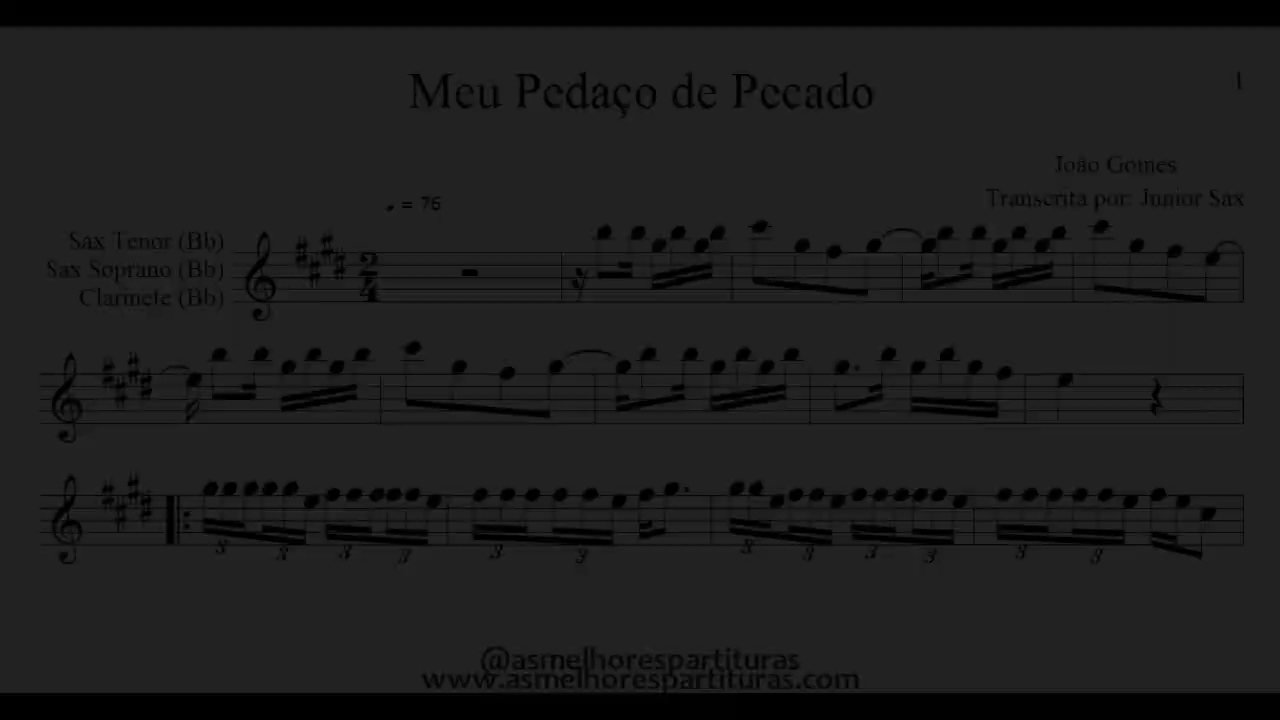 Meu Pedaço de Pecado
1
João Gomes
Transcrita por: Junior Sax
♩ = 76
Sax Tenor (Bb)
Sax Soprano (Bb)
Clarinete (Bb)
2
4
3 3 3 3 3 3 3 3 3 3 3 3
@asmelhorespartituras
www.asmelhorespartituras.com